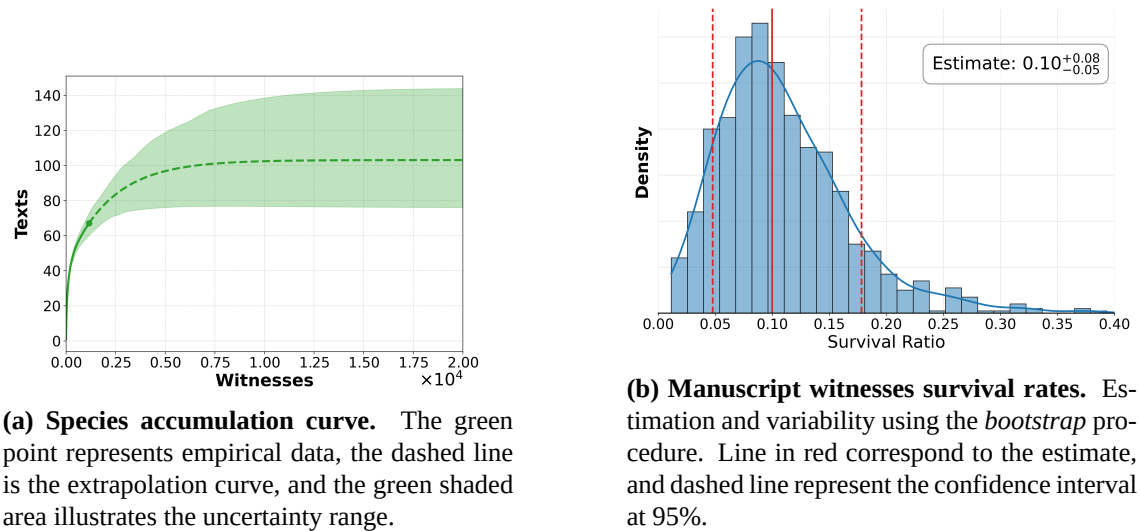 140
120
100
80
60
40
20
0
Texts
0.00 0.25 0.50 0.75 1.00 1.25 1.50 1.75 2.00
Witnesses
×10^4
(a) Species accumulation curve. The green
point represents empirical data, the dashed line
is the extrapolation curve, and the green shaded
area illustrates the uncertainty range.
Estimate: 0.10+0.08−0.05
Density
0.00 0.05 0.10 0.15 0.20 0.25 0.30 0.35 0.40
Survival Ratio
(b) Manuscript witnesses survival rates. Es-
timation and variability using the bootstrap pro-
cedure. Line in red correspond to the estimate,
and dashed line represent the confidence interval
at 95%.